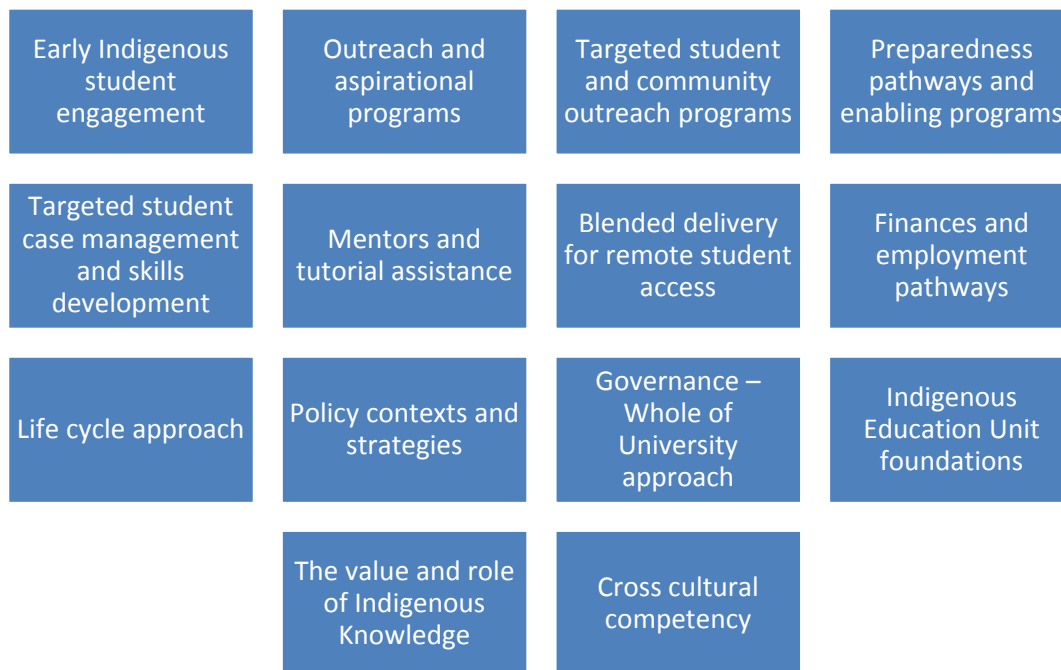 Early Indigenous
student
engagement
Outreach and
aspirational
programs
Targeted student
and community
outreach programs
Preparedness
pathways and
enabling programs
Targeted student
case management
and skills
development
Mentors and
tutorial assistance
Blended delivery
for remote student
access
Finances and
employment
pathways
Life cycle approach
Policy contexts and
strategies
Governance –
Whole of
University
approach
Indigenous
Education Unit
foundations
The value and role
of Indigenous
Knowledge
Cross cultural
competency